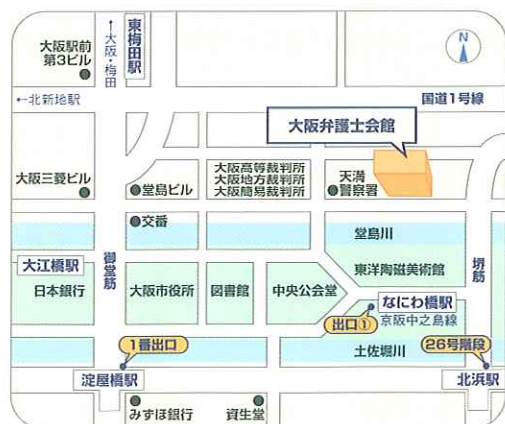 大阪駅前
第3ビル
←大阪・梅田
東梅田駅
N
←北新地駅
国道1号線
大阪弁護士会館
大阪三菱ビル
堂島ビル
大阪高等裁判所
大阪地方裁判所
大阪簡易裁判所
天満
警察署
交番
堂島川
大江橋駅
御堂筋
東洋陶磁美術館
堺筋
日本銀行
大阪市役所
図書館
中央公会堂
なにわ橋駅
出口①
京阪中之島線
1番出口
土佐堀川
26号階段
淀屋橋駅
北浜駅
みずほ銀行
資生堂